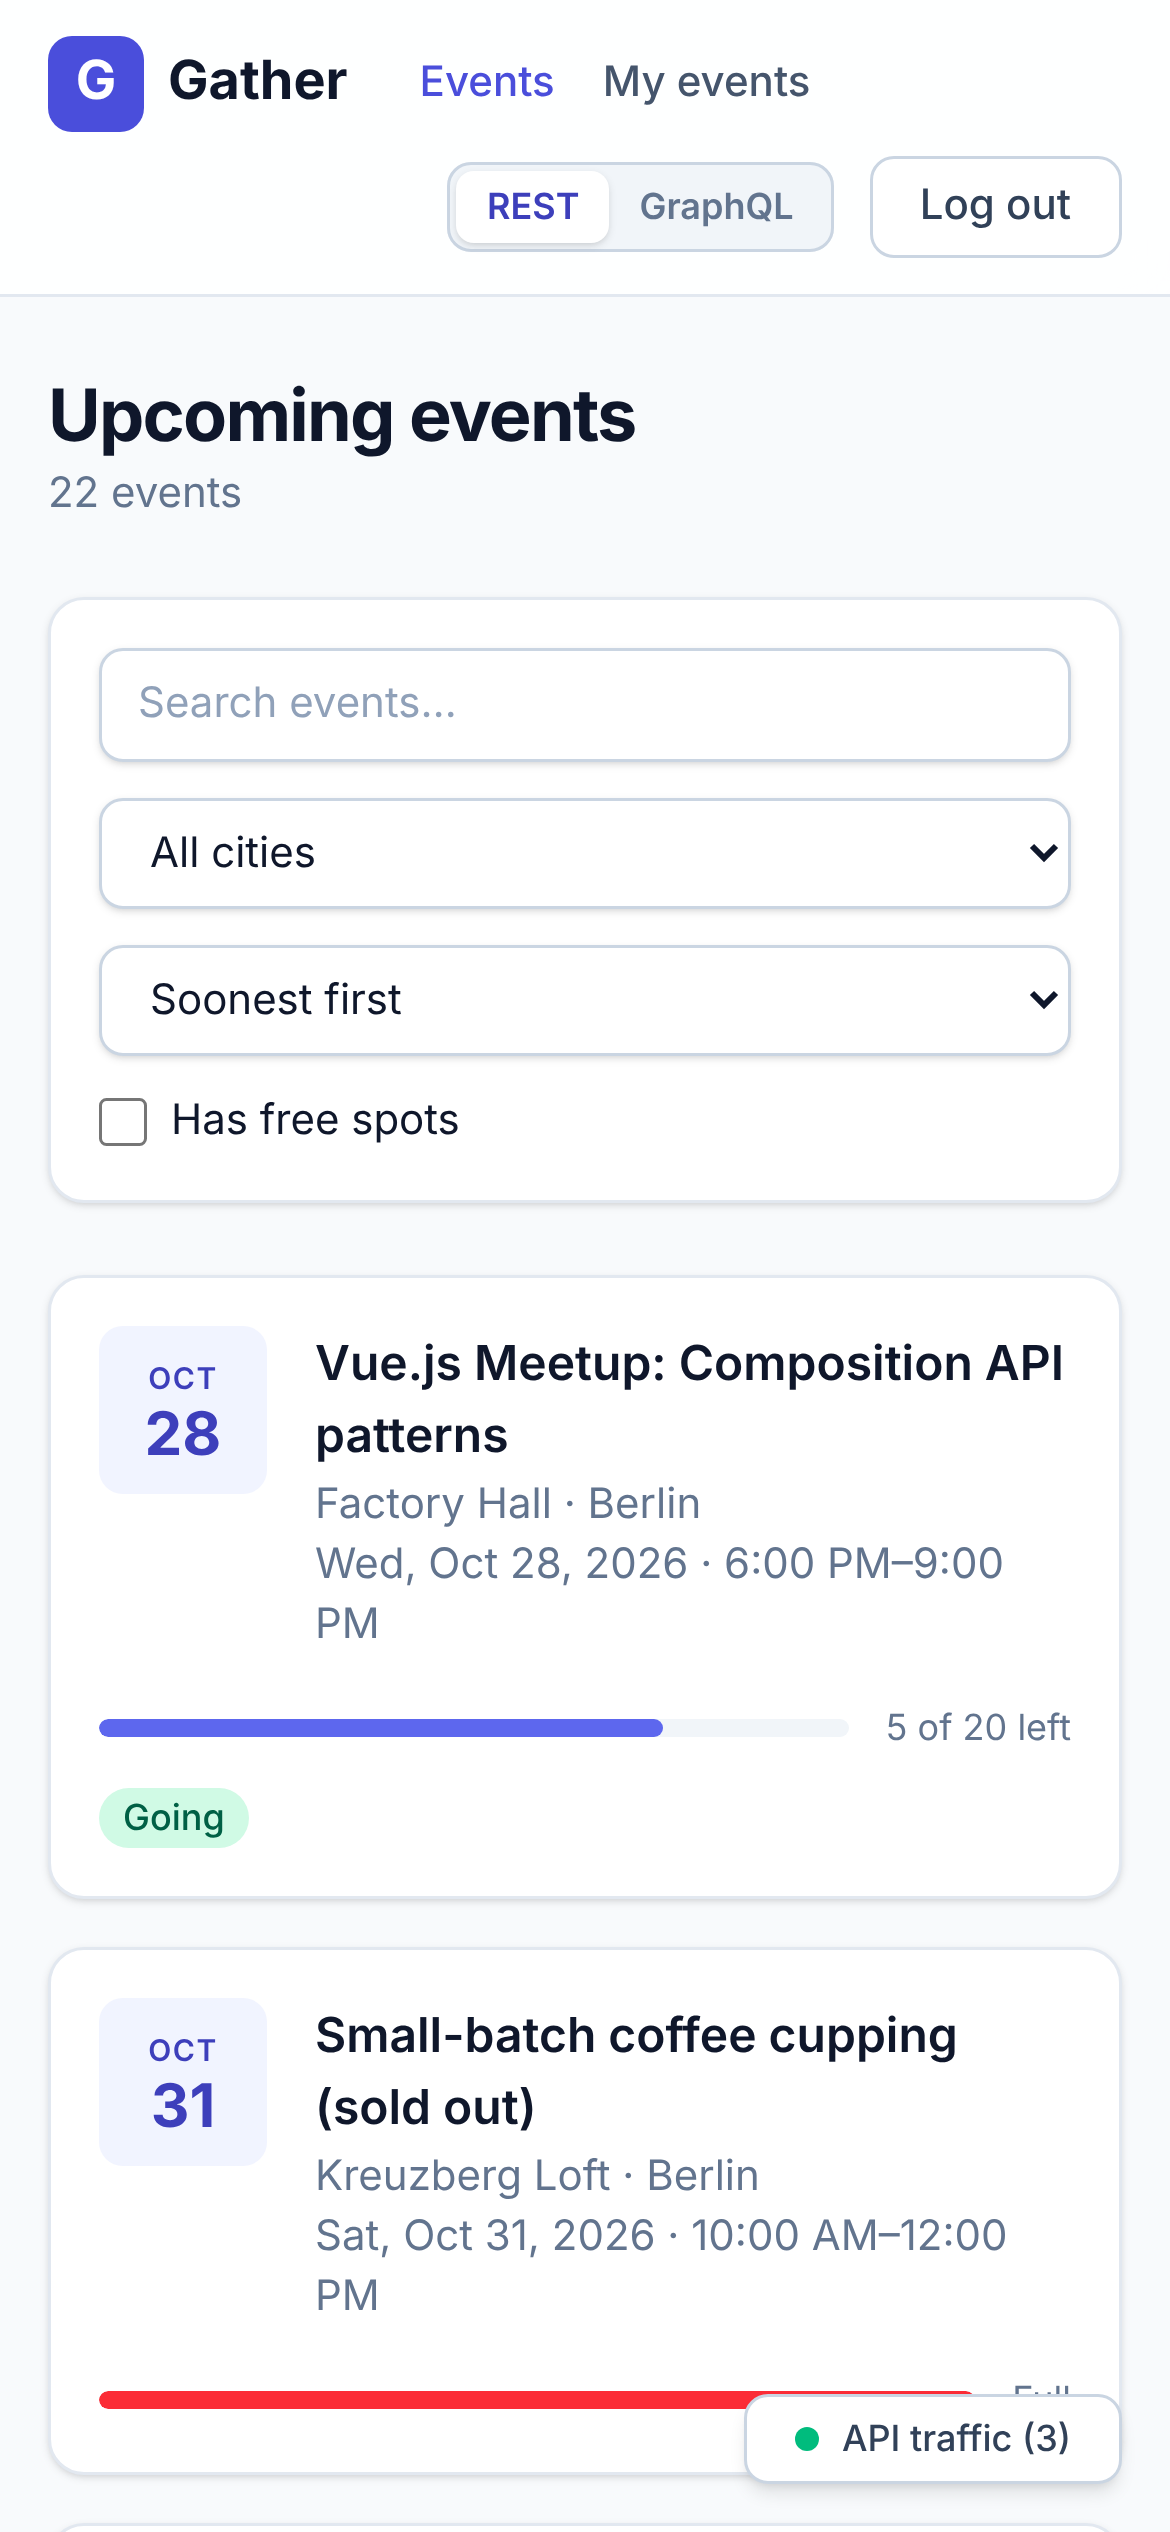 G Gather Events My events
REST GraphQL Log out
Upcoming events
22 events
Search events...
All cities
Soonest first
Has free spots
OCT
28
Vue.js Meetup: Composition API
patterns
Factory Hall · Berlin
Wed, Oct 28, 2026 · 6:00 PM–9:00
PM
5 of 20 left
Going
OCT
31
Small-batch coffee cupping
(sold out)
Kreuzberg Loft · Berlin
Sat, Oct 31, 2026 · 10:00 AM–12:00
PM
Full
API traffic (3)